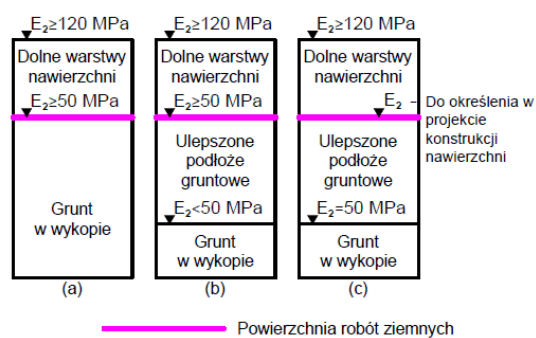 E₂≥120 MPa
Dolne warstwy
nawierzchni
E₂≥50 MPa
Grunt
w wykopie
(a)
E₂≥120 MPa
Dolne warstwy
nawierzchni
E₂≥50 MPa
Ulepszone
podłoże
gruntowe
E₂<50 MPa
Grunt
w wykopie
(b)
E₂≥120 MPa
Dolne warstwy
nawierzchni
E₂ - Do określenia w
projekcie
konstrukcji
nawierzchni
Ulepszone
podłoże
gruntowe
E₂=50 MPa
Grunt
w wykopie
(c)
Powierzchnia robót ziemnych